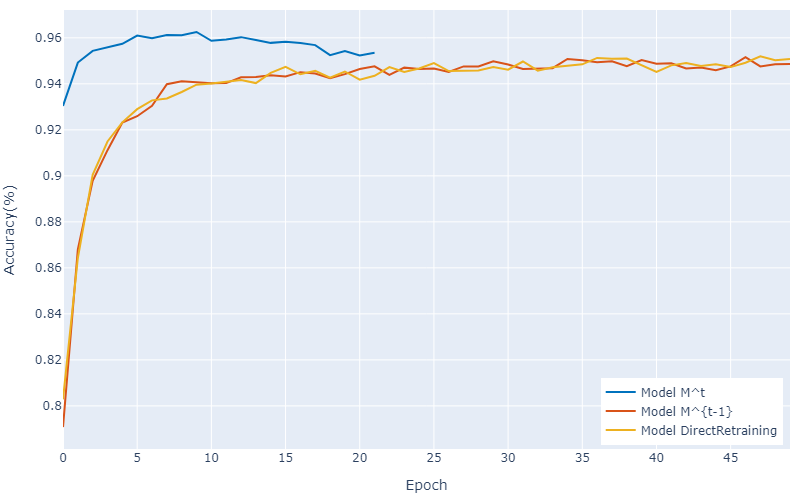 0.96
0.94
0.92
0.9
0.88
0.86
0.84
0.82
0.8
Accuracy(%)
0 5 10 15 20 25 30 35 40 45
Epoch
Model M^t
Model M^{t-1}
Model DirectRetraining